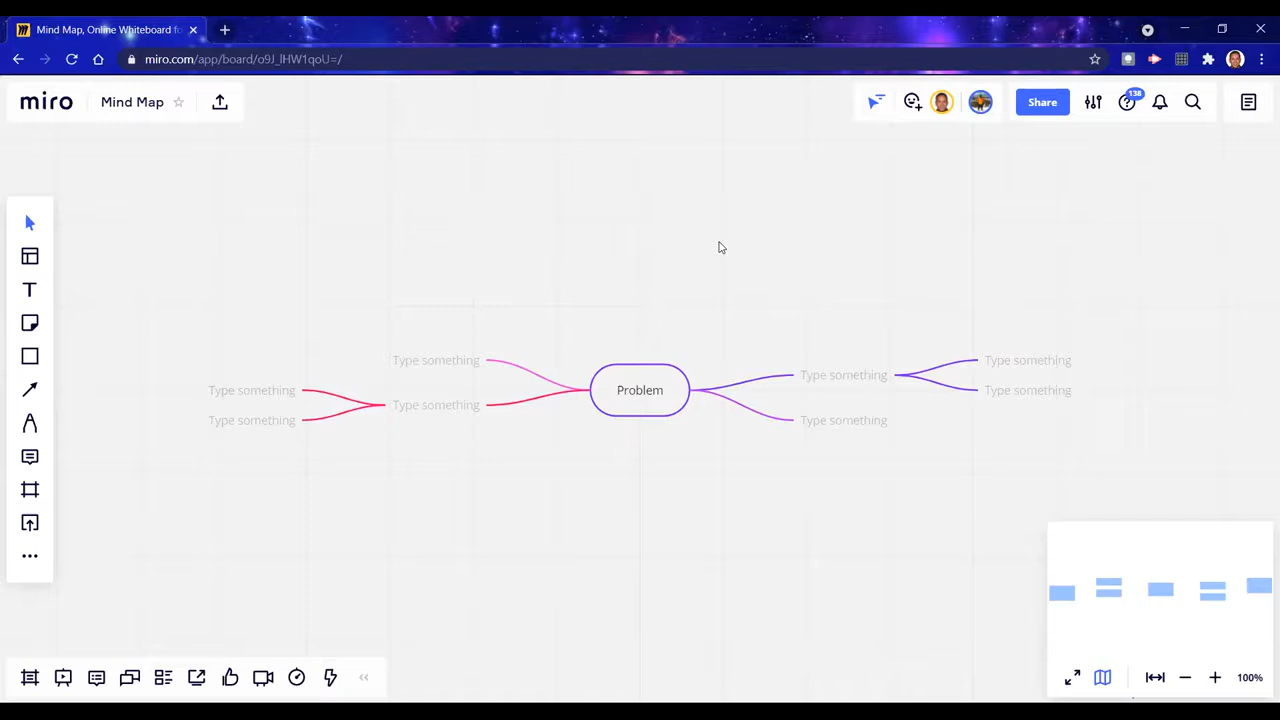 Mind Map, Online Whiteboard fo
miro.com/app/board/o9J_lHW1qoU=/
miro
Mind Map
138
Share
Type something
Type something
Type something
Type something
Problem
Type something
Type something
Type something
Type something
100%